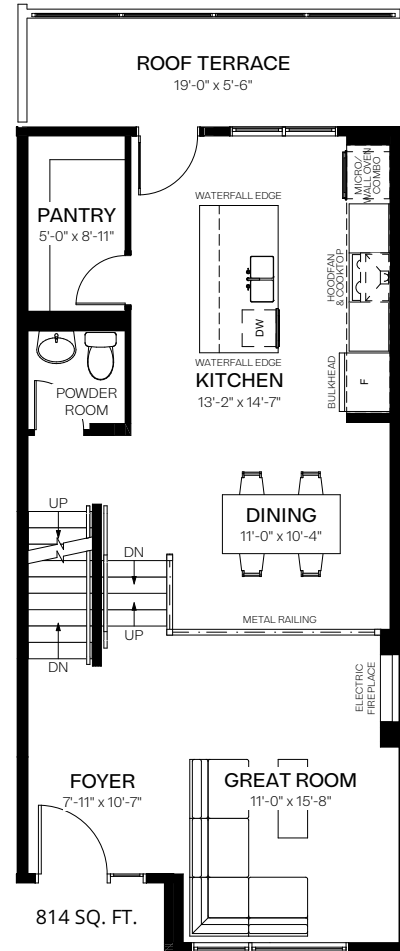 ROOF TERRACE
19'-0" x 5'-6"
MICRO/
WALL OVEN
COMBO
PANTRY
5'-0" x 8'-11"
WATERFALL EDGE
HOODFAN
& COOKTOP
DW
WATERFALL EDGE
KITCHEN
13'-2" x 14'-7"
BULKHEAD
F
POWDER
ROOM
UP
DN
DINING
11'-0" x 10'-4"
UP
DN
METAL RAILING
ELECTRIC
FIREPLACE
FOYER
7'-11" x 10'-7"
GREAT ROOM
11'-0" x 15'-8"
814 SQ. FT.